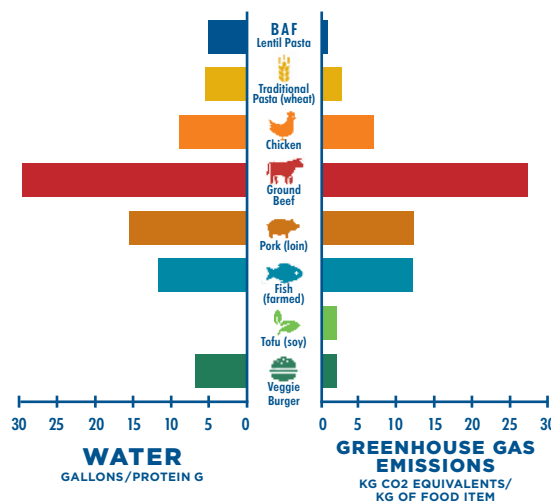 BAF
Lentil Pasta
Traditional
Pasta (wheat)
Chicken
Ground
Beef
Pork (loin)
Fish
(farmed)
Tofu (soy)
Veggie
Burger
30 25 20 15 10 5 0
0 5 10 15 20 25 30
WATER
GALLONS/PROTEIN G
GREENHOUSE GAS
EMISSIONS
KG CO2 EQUIVALENTS/
KG OF FOOD ITEM